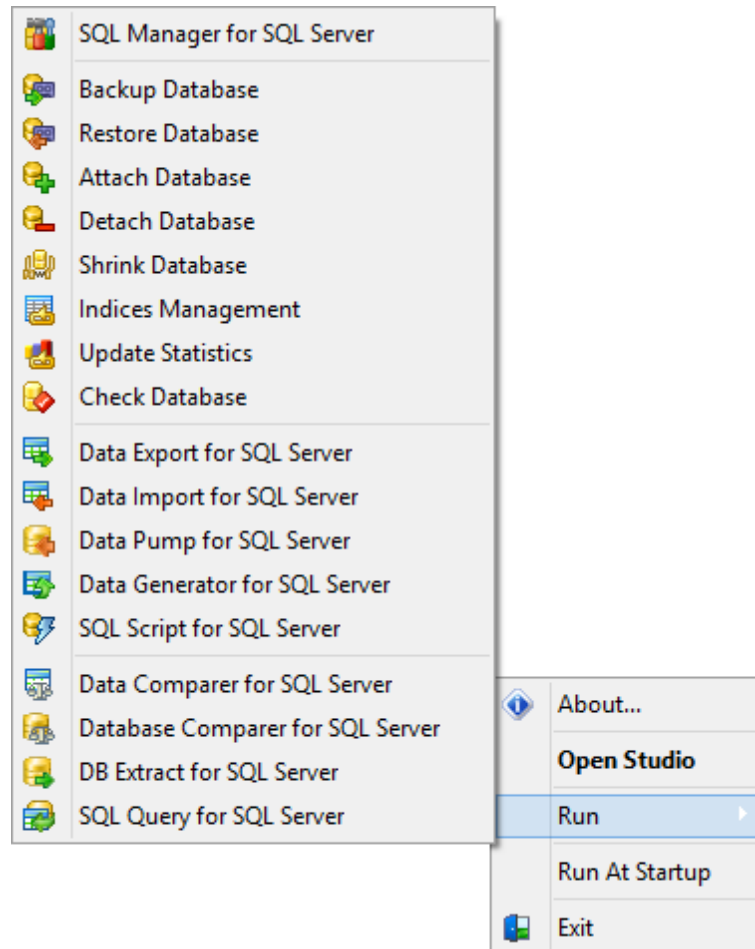 SQL Manager for SQL Server
Backup Database
Restore Database
Attach Database
Detach Database
Shrink Database
Indices Management
Update Statistics
Check Database
Data Export for SQL Server
Data Import for SQL Server
Data Pump for SQL Server
Data Generator for SQL Server
SQL Script for SQL Server
Data Comparer for SQL Server
Database Comparer for SQL Server
DB Extract for SQL Server
SQL Query for SQL Server
About...
Open Studio
Run
Run At Startup
Exit